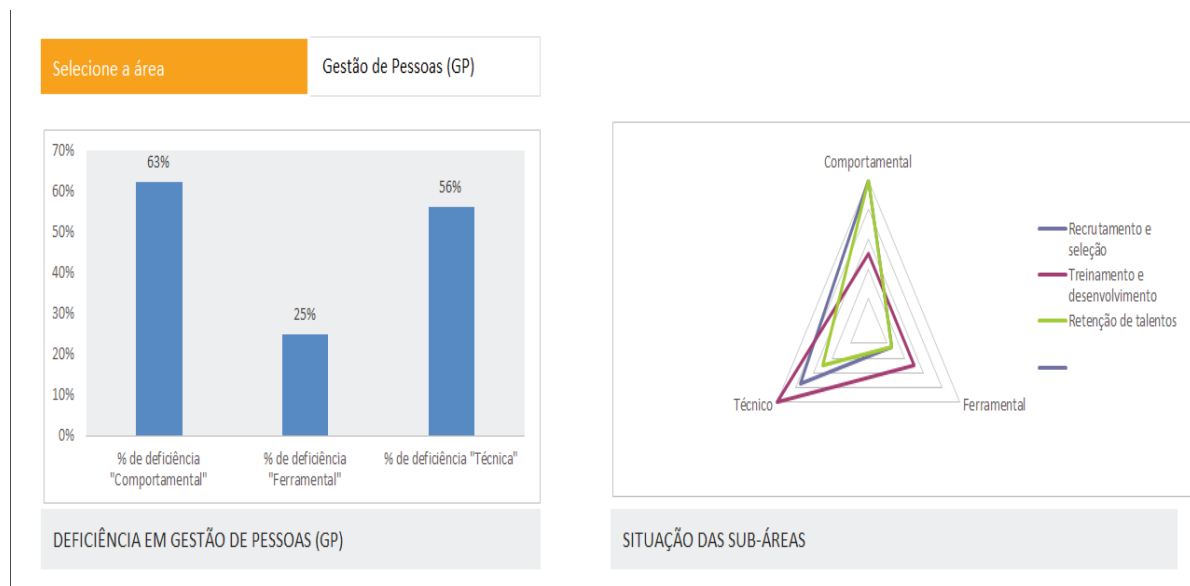 Selecione a área
Gestão de Pessoas (GP)
70%
60%
50%
40%
30%
20%
10%
0%
63%
25%
56%
% de deficiência
"Comportamental"
% de deficiência
"Ferramental"
% de deficiência "Técnica"
DEFICIÊNCIA EM GESTÃO DE PESSOAS (GP)
Comportamental
Técnico
Ferramental
Recrutamento e
seleção
Treinamento e
desenvolvimento
Retenção de talentos
SITUAÇÃO DAS SUB-ÁREAS